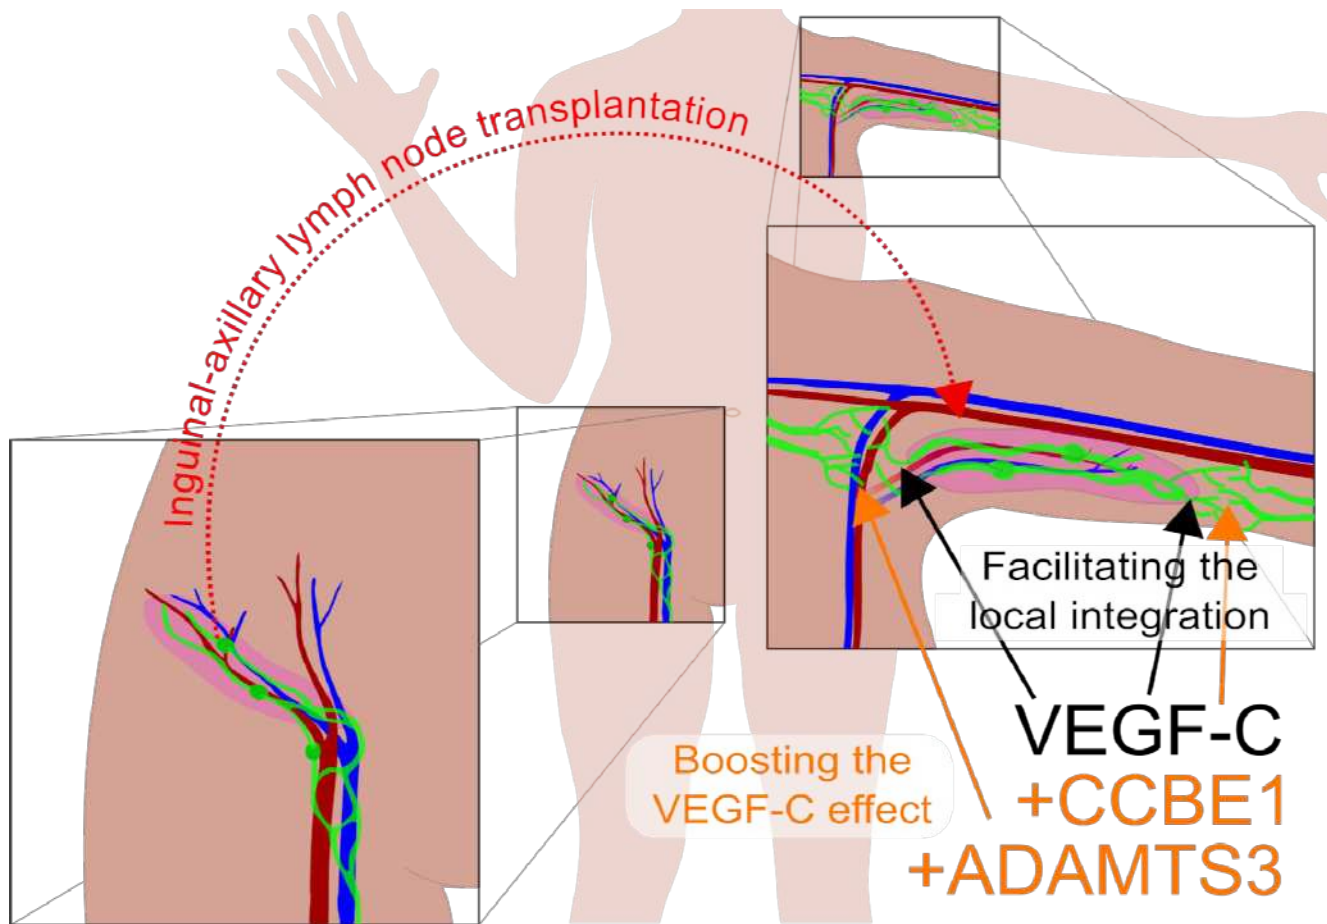 Inguinal-axillary lymph node transplantation
Facilitating the
local integration
VEGF-C
+CCBE1
+ADAMTS3
Boosting the
VEGF-C effect